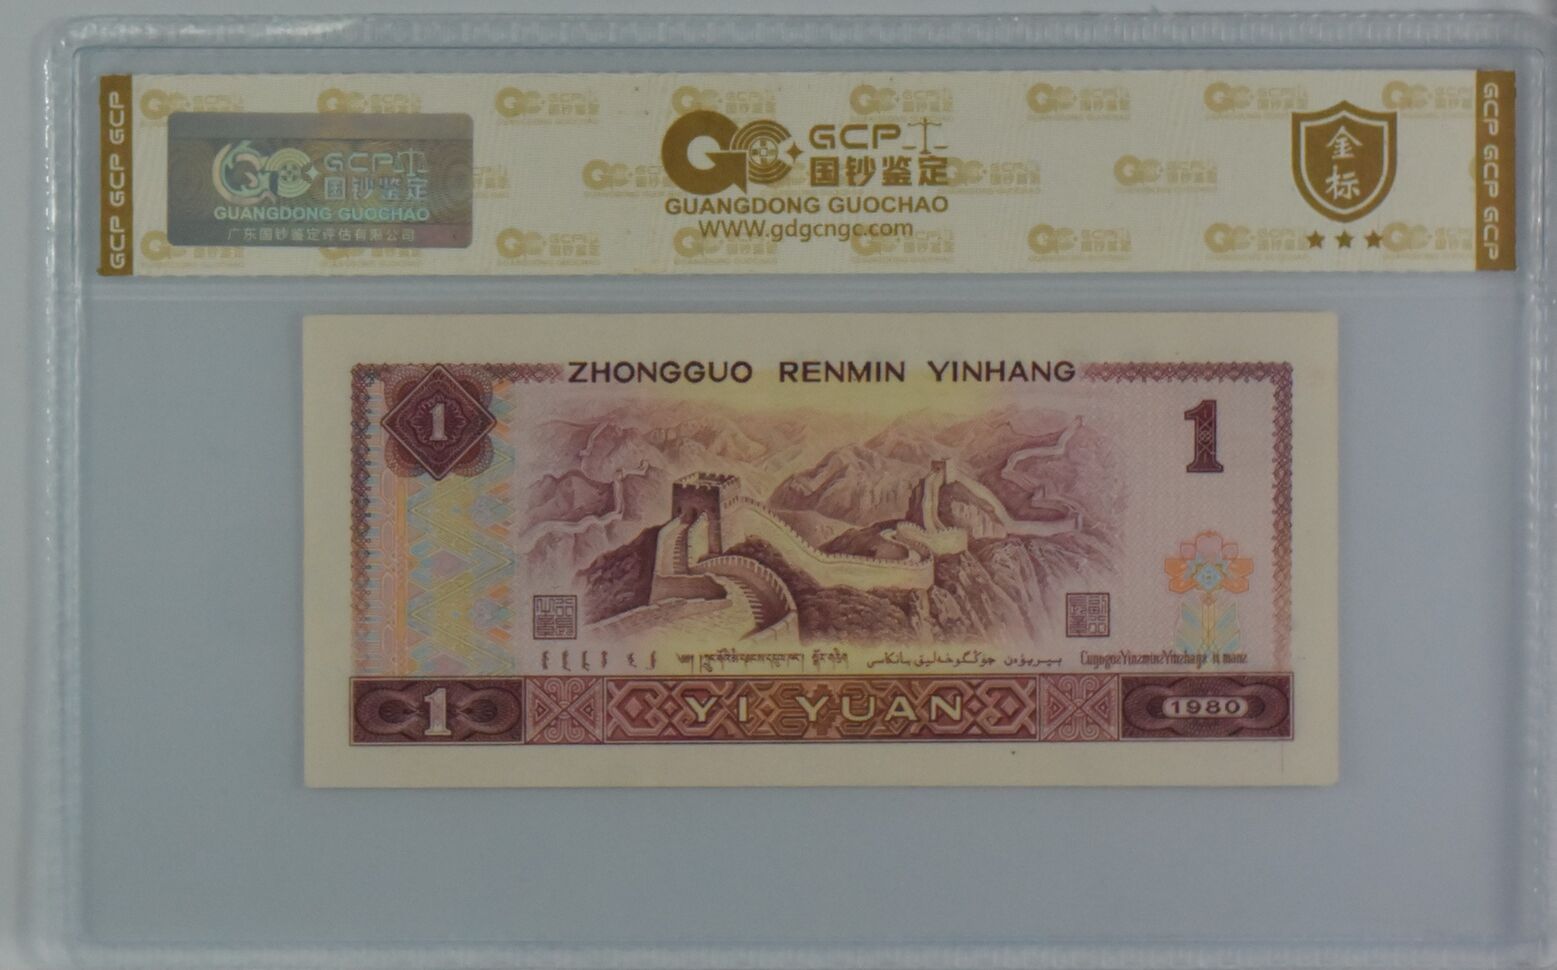 GCP GCP GCP
GCP
国钞鉴定
GUANGDONG GUOCHAO
广东国钞鉴定评估有限公司
GCP
国钞鉴定
GUANGDONG GUOCHAO
WWW.gdgcngc.com
金标
GCP GCP GCP
ZHONGGUO RENMIN YINHANG
1
1
1
YI YUAN
1980